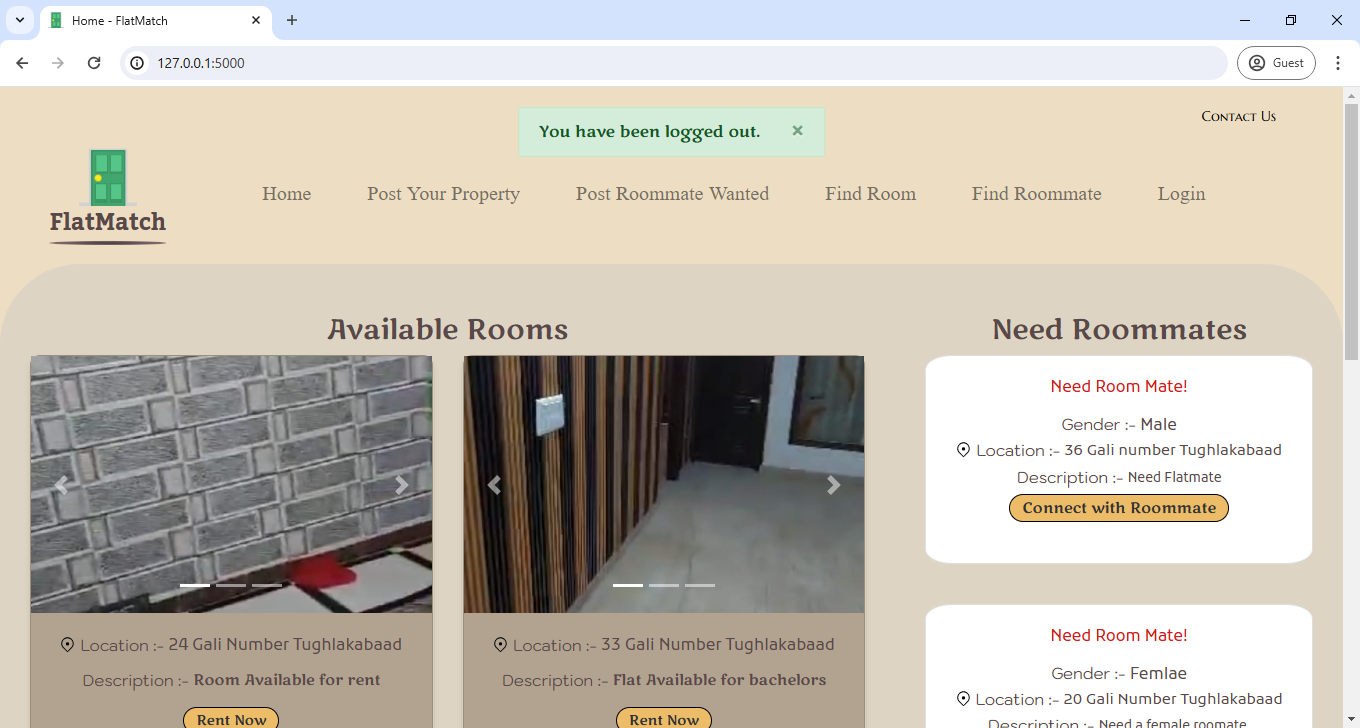 Home - FlatMatch
127.0.0.1:5000
Guest
You have been logged out. ×
Contact Us
FlatMatch
Home Post Your Property Post Roommate Wanted Find Room Find Roommate Login
Available Rooms
Location :- 24 Gali Number Tughlakabaad
Description :- Room Available for rent
Rent Now
Location :- 33 Gali Number Tughlakabaad
Description :- Flat Available for bachelors
Rent Now
Need Roommates
Need Room Mate!
Gender :- Male
Location :- 36 Gali number Tughlakabaad
Description :- Need Flatmate
Connect with Roommate
Need Room Mate!
Gender :- Femlae
Location :- 20 Gali Number Tughlakabaad
Description :- Need a female roomate